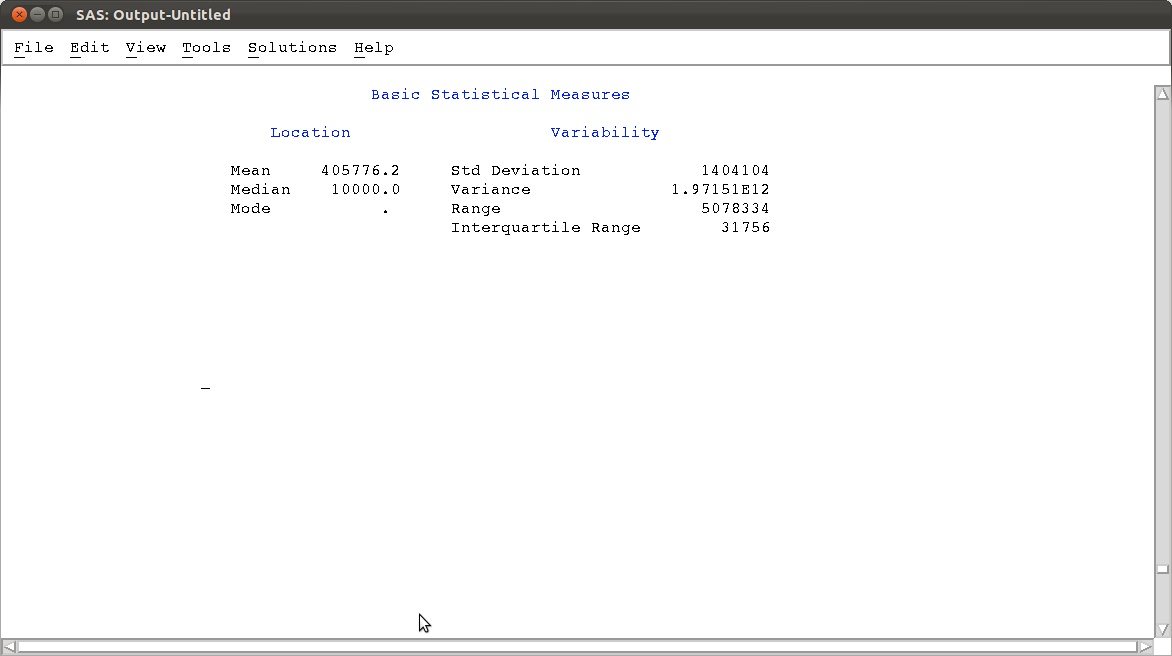 SAS: Output-Untitled
File Edit View Tools Solutions Help
Basic Statistical Measures
Location Variability
Mean 405776.2 Std Deviation 1404104
Median 10000.0 Variance 1.97151E12
Mode . Range 5078334
Interquartile Range 31756